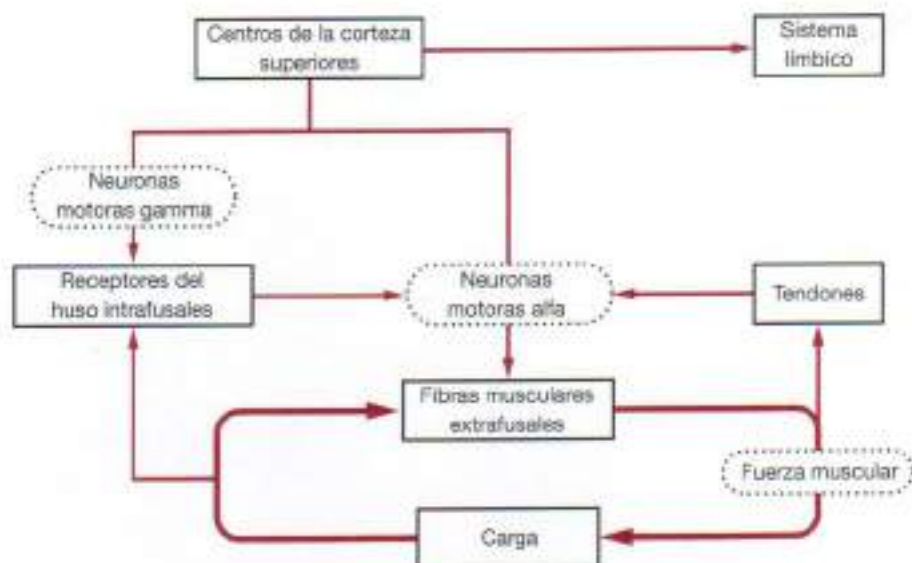 Centros de la corteza
superiores
Sistema
límbico
Neuronas
motoras gamma
Receptores del
huso intrafusales
Neuronas
motoras alfa
Tendones
Fibras musculares
extrafusales
Fuerza muscular
Carga